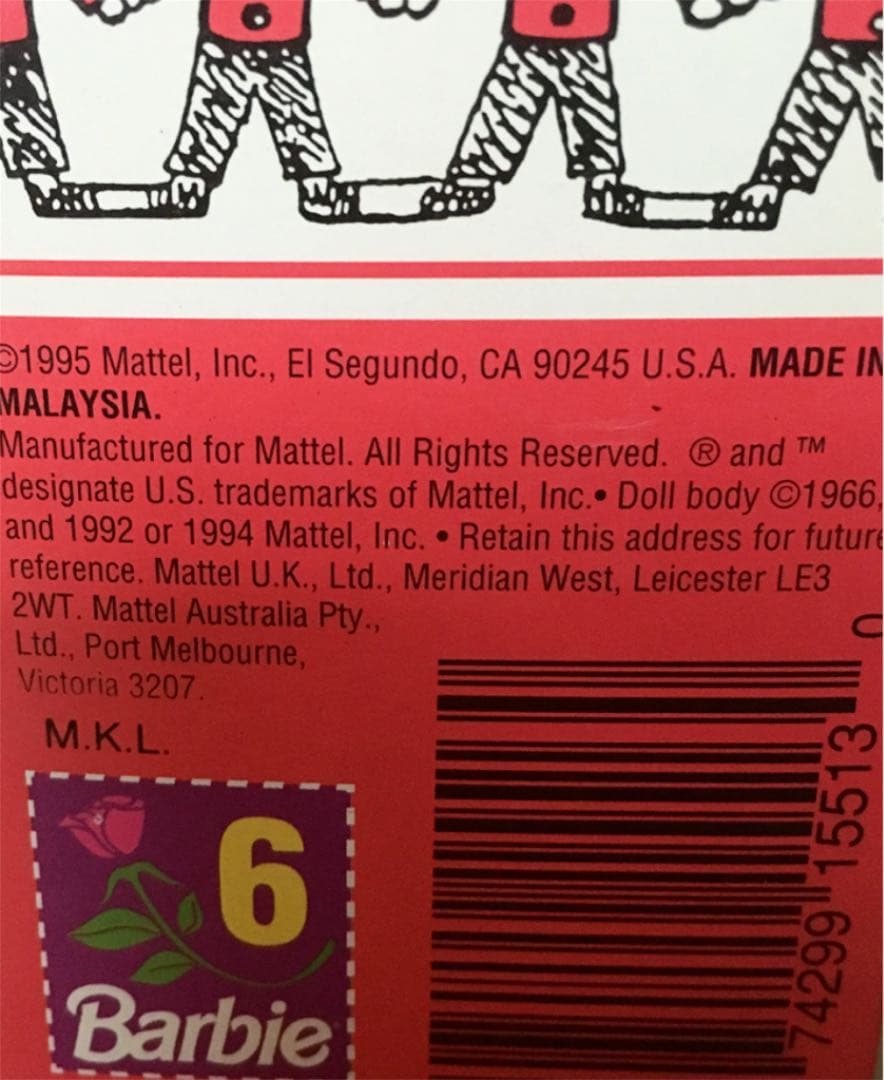 ©1995 Mattel, Inc., El Segundo, CA 90245 U.S.A. MADE IN
MALAYSIA.
Manufactured for Mattel. All Rights Reserved. ® and ™
designate U.S. trademarks of Mattel, Inc.• Doll body ©1966,
and 1992 or 1994 Mattel, Inc. • Retain this address for future
reference. Mattel U.K., Ltd., Meridian West, Leicester LE3
2WT. Mattel Australia Pty.,
Ltd., Port Melbourne,
Victoria 3207.
M.K.L.
6
Barbie
74299 15513 0